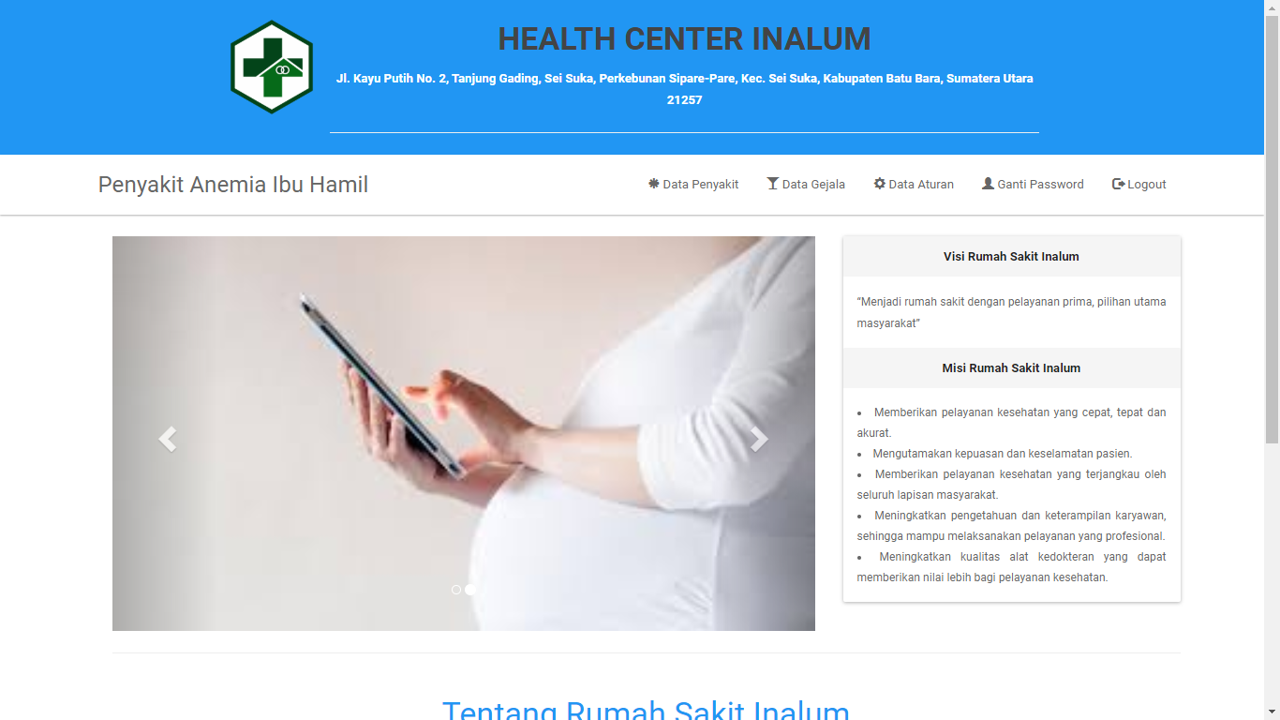 HEALTH CENTER INALUM
Jl. Kayu Putih No. 2, Tanjung Gading, Sei Suka, Perkebunan Sipare-Pare, Kec. Sei Suka, Kabupaten Batu Bara, Sumatera Utara
21257
Penyakit Anemia Ibu Hamil
Data Penyakit
Data Gejala
Data Aturan
Ganti Password
Logout
Visi Rumah Sakit Inalum
“Menjadi rumah sakit dengan pelayanan prima, pilihan utama
masyarakat”
Misi Rumah Sakit Inalum
• Memberikan pelayanan kesehatan yang cepat, tepat dan
akurat.
• Mengutamakan kepuasan dan keselamatan pasien.
• Memberikan pelayanan kesehatan yang terjangkau oleh
seluruh lapisan masyarakat.
• Meningkatkan pengetahuan dan keterampilan karyawan,
sehingga mampu melaksanakan pelayanan yang profesional.
• Meningkatkan kualitas alat kedokteran yang dapat
memberikan nilai lebih bagi pelayanan kesehatan.
Tentang Rumah Sakit Inalum